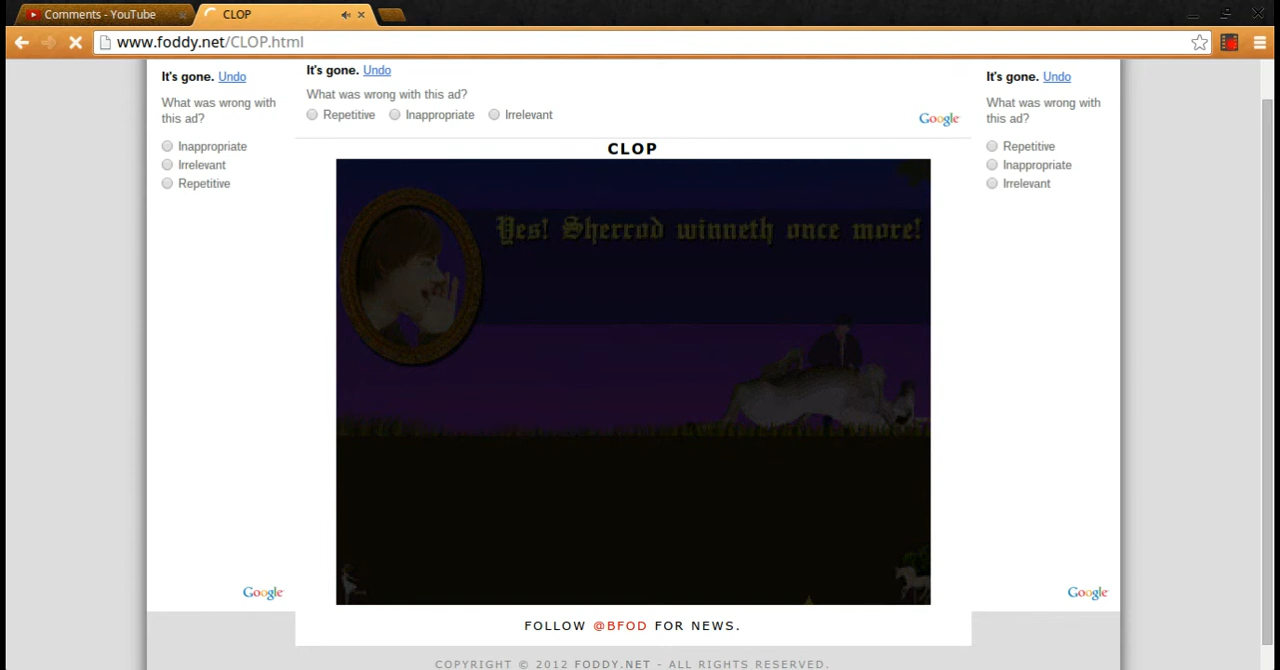 Comments - YouTube
CLOP
www.foddy.net/CLOP.html
It's gone. Undo
What was wrong with
this ad?
Inappropriate
Irrelevant
Repetitive
Google
It's gone. Undo
What was wrong with this ad?
Repetitive Inappropriate Irrelevant
Google
CLOP
Yes! Sherrod winneth once more!
FOLLOW @BFOD FOR NEWS.
COPYRIGHT © 2012 FODDY.NET - ALL RIGHTS RESERVED.
It's gone. Undo
What was wrong with
this ad?
Repetitive
Inappropriate
Irrelevant
Google